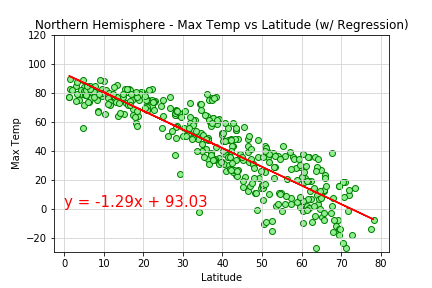 Northern Hemisphere - Max Temp vs Latitude (w/ Regression)
120
100
80
60
40
20
0
−20
Max Temp
y = -1.29x + 93.03
0 10 20 30 40 50 60 70 80
Latitude